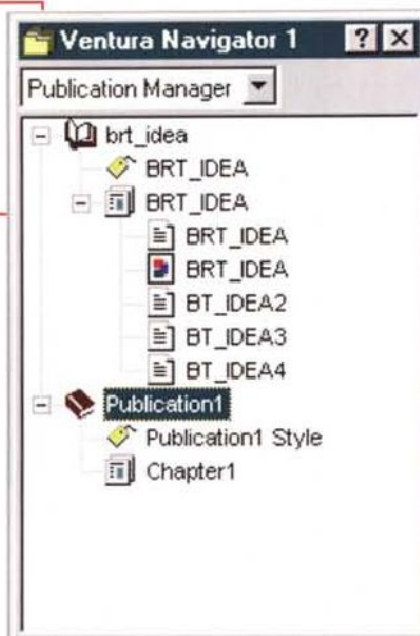 Ventura Navigator 1
Publication Manager
brt_idea
BRT_IDEA
BRT_IDEA
BRT_IDEA
BRT_IDEA
BT_IDEA2
BT_IDEA3
BT_IDEA4
Publication1
Publication1 Style
Chapter1